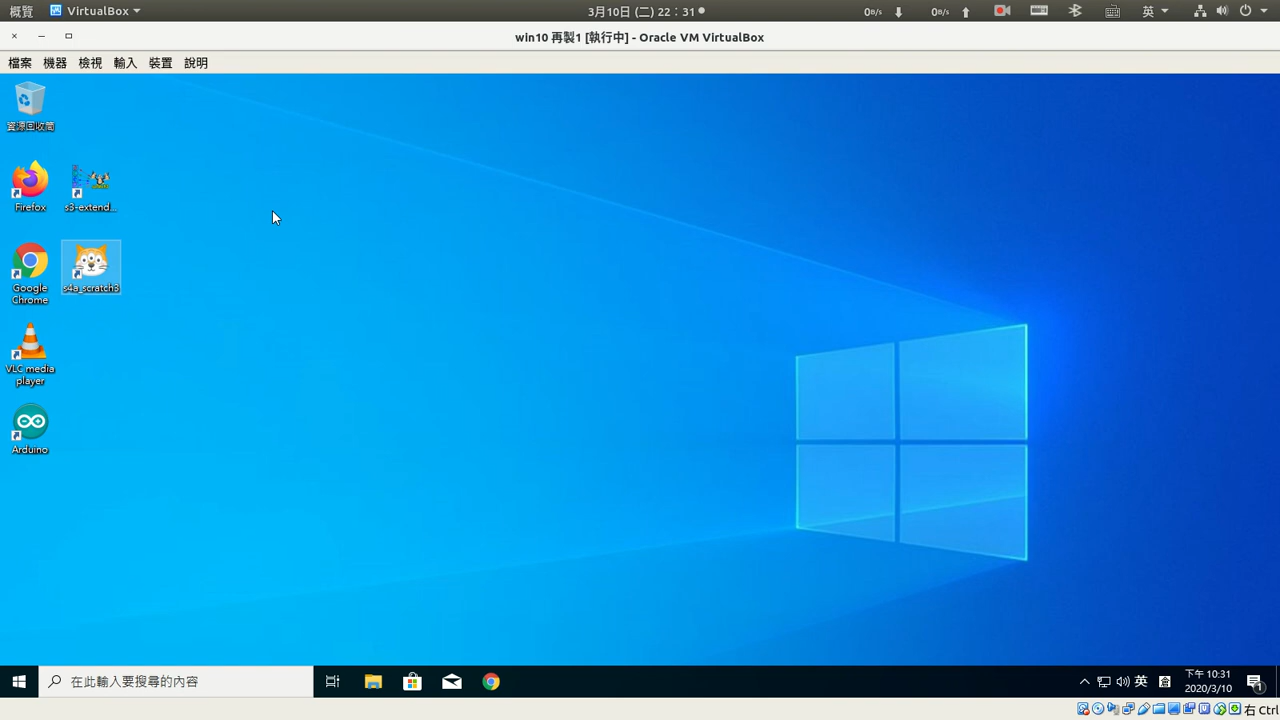 概覽 VirtualBox 3月10日 (二) 22：31 0B/s 0B/s 英
win10 再製1 [執行中] - Oracle VM VirtualBox
檔案 機器 檢視 輸入 裝置 說明
資源回收筒
Firefox
s3-extend...
Google
Chrome
s4a_scratch3
VLC media
player
Arduino
在此輸入要搜尋的內容
英
下午 10:31
2020/3/10
1
右 Ctrl